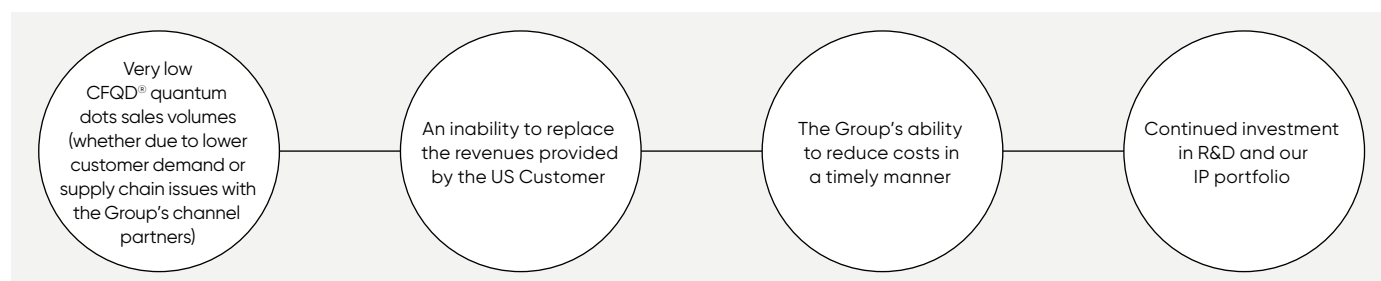 Very low
CFQD® quantum
dots sales volumes
(whether due to lower
customer demand or
supply chain issues with
the Group's channel
partners)
An inability to replace
the revenues provided
by the US Customer
The Group's ability
to reduce costs in
a timely manner
Continued investment
in R&D and our
IP portfolio